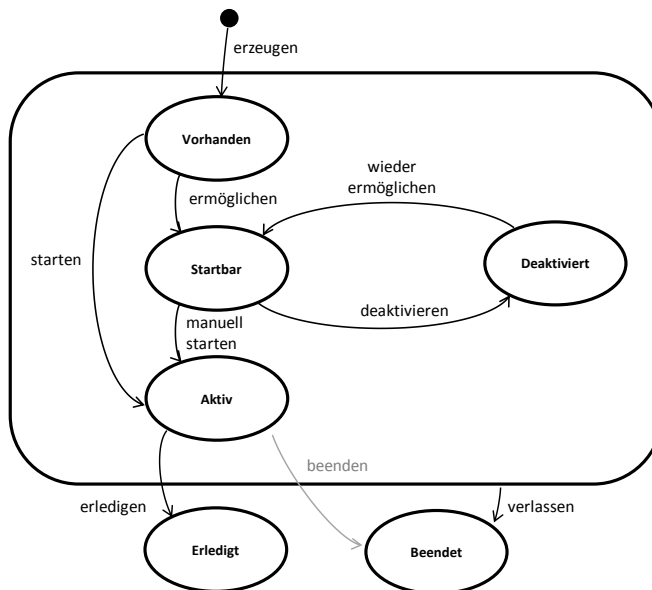 erzeugen
Vorhanden
wieder
ermöglichen
ermöglichen
starten
Startbar
Deaktiviert
deaktivieren
manuell
starten
Aktiv
beenden
erledigen
verlassen
Erledigt
Beendet